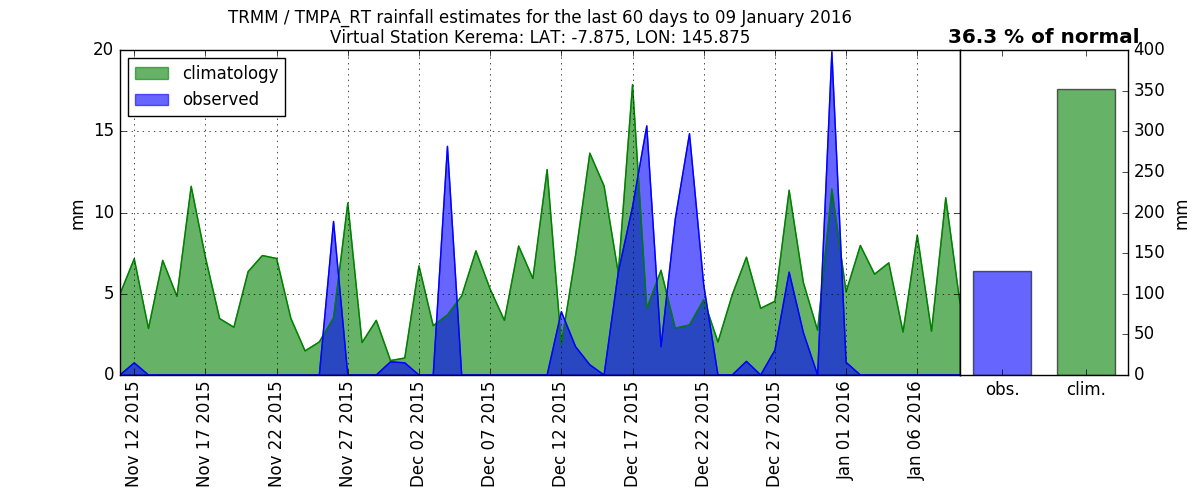 TRMM / TMPA_RT rainfall estimates for the last 60 days to 09 January 2016
Virtual Station Kerema: LAT: -7.875, LON: 145.875
36.3 % of normal
climatology
observed
mm
20
15
10
5
0
Nov 12 2015
Nov 17 2015
Nov 22 2015
Nov 27 2015
Dec 02 2015
Dec 07 2015
Dec 12 2015
Dec 17 2015
Dec 22 2015
Dec 27 2015
Jan 01 2016
Jan 06 2016
obs.
clim.
400
350
300
250
200
150
100
50
0
mm